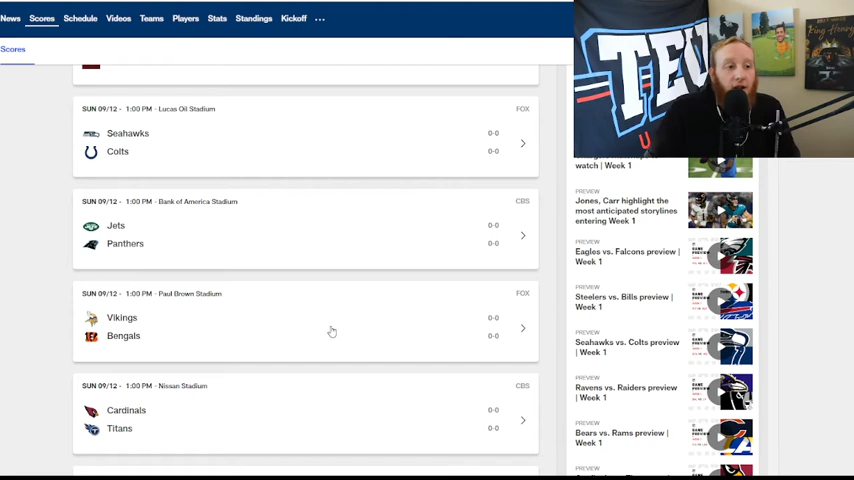 News Scores Schedule Videos Teams Players Stats Standings Kickoff ...
Scores
SUN 09/12 - 1:00 PM - Lucas Oil Stadium FOX
Seahawks 0-0
Colts 0-0
SUN 09/12 - 1:00 PM - Bank of America Stadium CBS
Jets 0-0
Panthers 0-0
SUN 09/12 - 1:00 PM - Paul Brown Stadium FOX
Vikings 0-0
Bengals 0-0
SUN 09/12 - 1:00 PM - Nissan Stadium CBS
Cardinals 0-0
Titans 0-0
TEU
King Henry
watch | Week 1
PREVIEW
Jones, Carr highlight the
most anticipated storylines
entering Week 1
PREVIEW
Eagles vs. Falcons preview |
Week 1
PREVIEW
Steelers vs. Bills preview |
Week 1
PREVIEW
Seahawks vs. Colts preview |
Week 1
PREVIEW
Ravens vs. Raiders preview
| Week 1
PREVIEW
Bears vs. Rams preview |
Week 1
PREVIEW